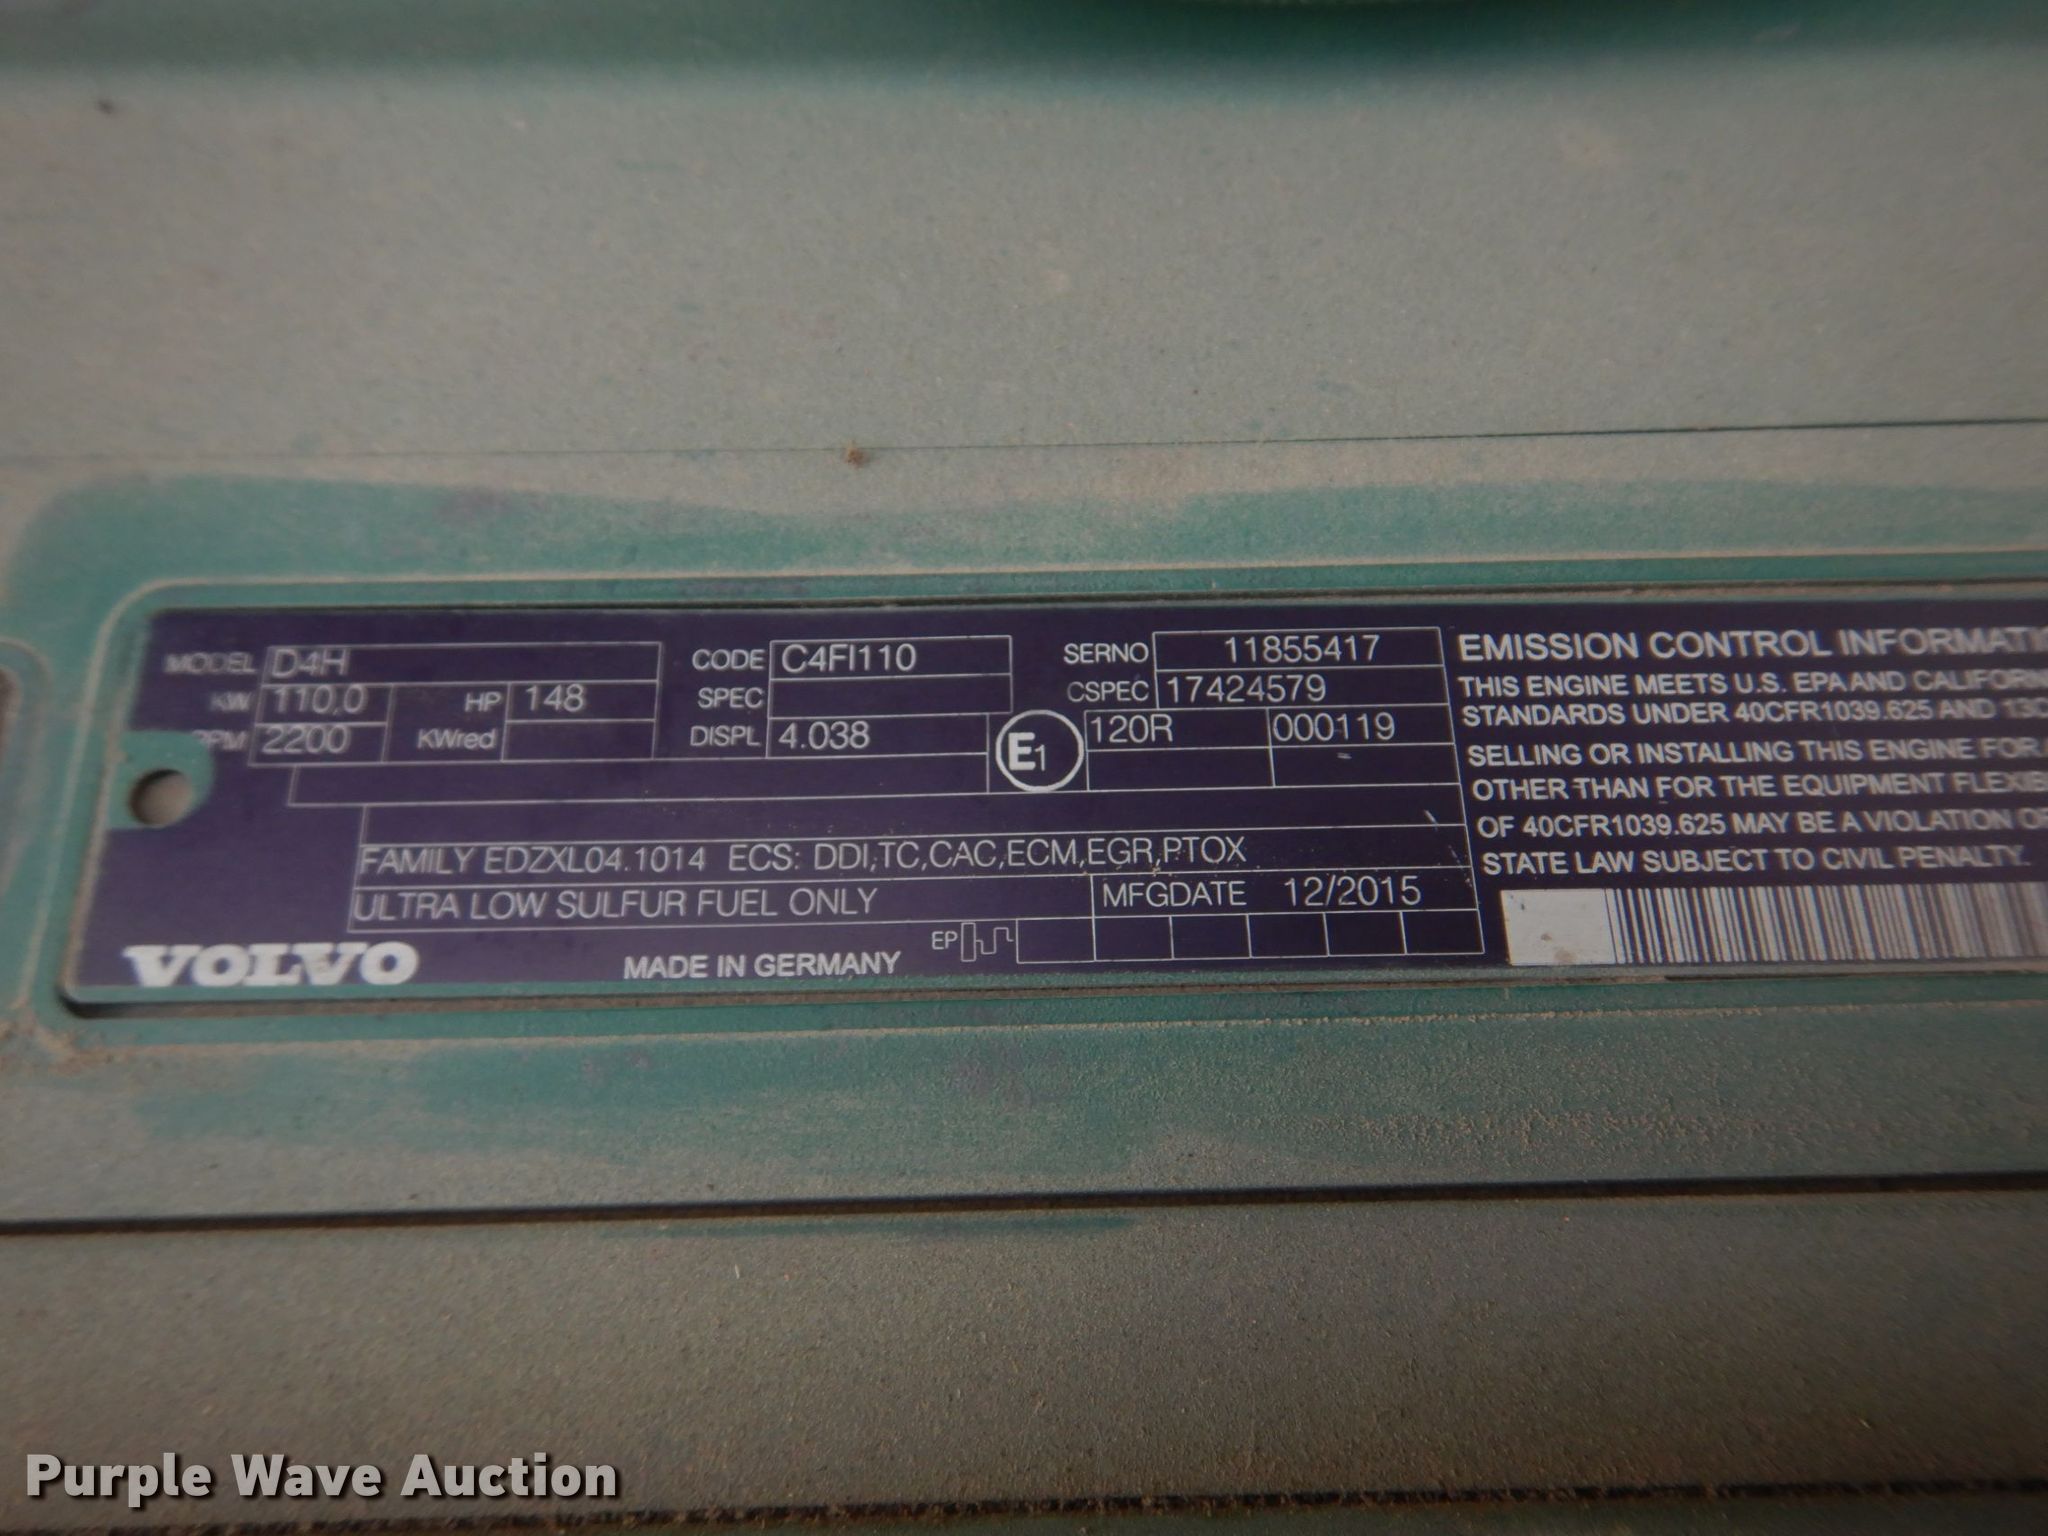 MODEL D4H
KW 110,0 HP 148
RPM 2200 KWred
CODE C4FI110
SPEC
DISPL 4.038
SERNO 11855417
CSPEC 17424579
E1 120R 000119
FAMILY EDZXL04.1014 ECS: DDI,TC,CAC,ECM,EGR,PTOX
ULTRA LOW SULFUR FUEL ONLY MFGDATE 12/2015
VOLVO MADE IN GERMANY EP
EMISSION CONTROL INFORMATI
THIS ENGINE MEETS U.S. EPA AND CALIFORN
STANDARDS UNDER 40CFR1039.625 AND 13C
SELLING OR INSTALLING THIS ENGINE FOR
OTHER THAN FOR THE EQUIPMENT FLEXIB
OF 40CFR1039.625 MAY BE A VIOLATION OF
STATE LAW SUBJECT TO CIVIL PENALTY.
Purple Wave Auction